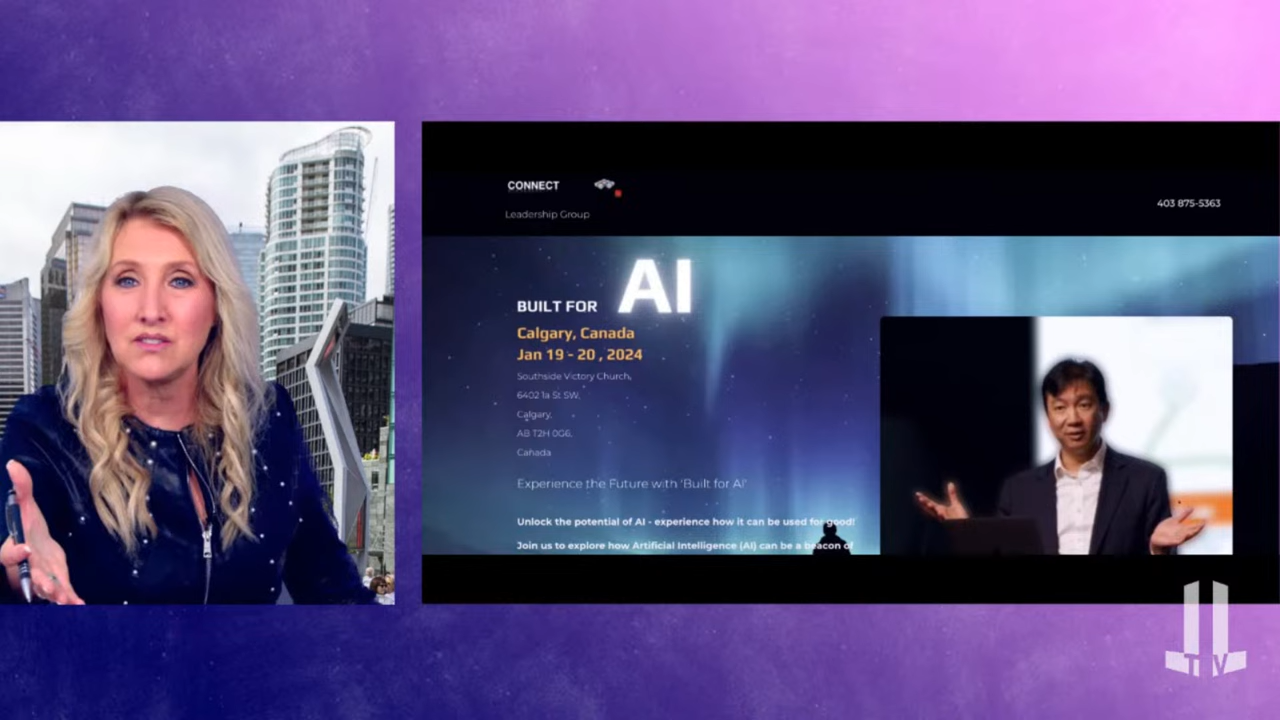 CONNECT
Leadership Group
403 875-5363
BUILT FOR AI
Calgary, Canada
Jan 19 - 20 , 2024
Southside Victory Church,
6402 1a St SW,
Calgary,
AB T2H 0G6,
Canada
Experience the Future with 'Built for AI'
Unlock the potential of AI - experience how it can be used for good!
Join us to explore how Artificial Intelligence (AI) can be a beacon of
T V